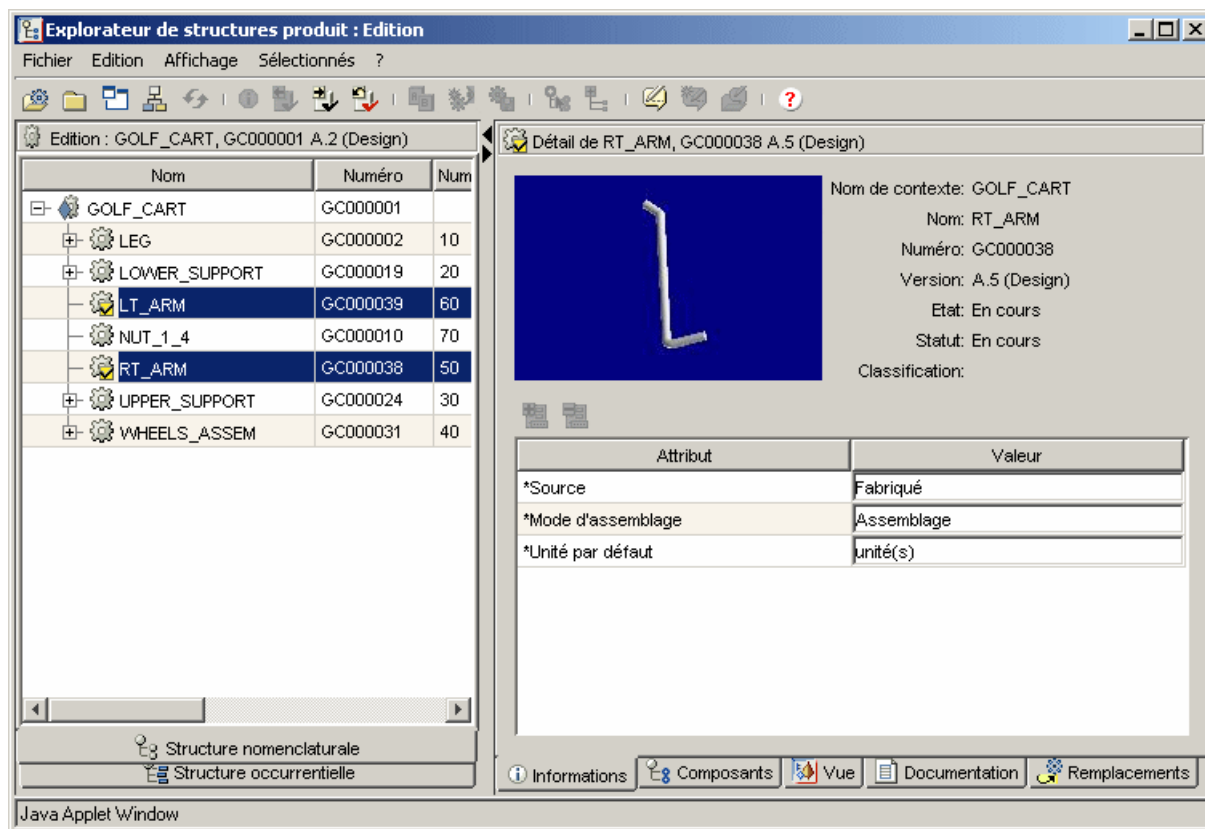 Explorateur de structures produit : Edition
Fichier Edition Affichage Sélectionnés ?
Edition : GOLF_CART, GC000001 A.2 (Design)
Nom Numéro Num
GOLF_CART GC000001
LEG GC000002 10
LOWER_SUPPORT GC000019 20
LT_ARM GC000039 60
NUT_1_4 GC000010 70
RT_ARM GC000038 50
UPPER_SUPPORT GC000024 30
WHEELS_ASSEM GC000031 40
Structure nomenclaturale
Structure occurrentielle
Détail de RT_ARM, GC000038 A.5 (Design)
Nom de contexte: GOLF_CART
Nom: RT_ARM
Numéro: GC000038
Version: A.5 (Design)
Etat: En cours
Statut: En cours
Classification:
Attribut Valeur
*Source Fabriqué
*Mode d'assemblage Assemblage
*Unité par défaut unité(s)
Informations Composants Vue Documentation Remplacements
Java Applet Window